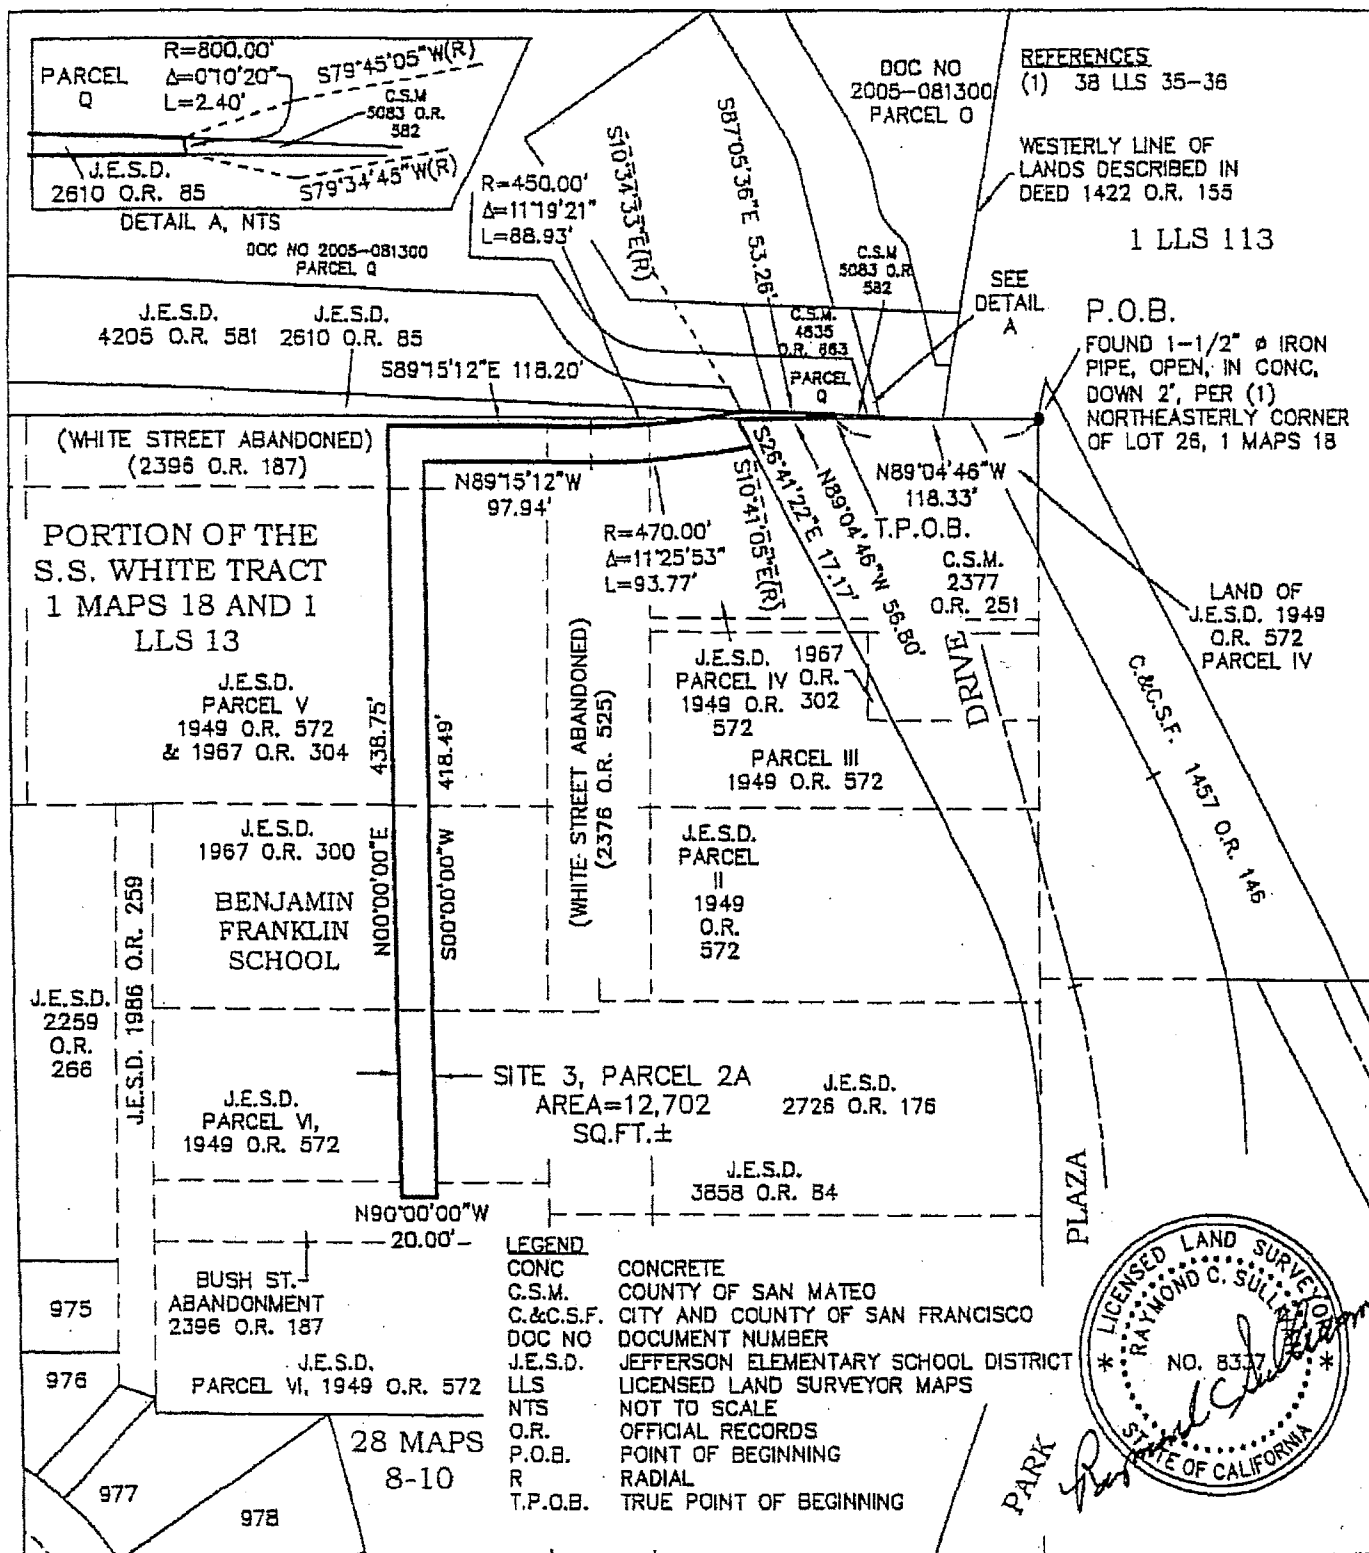 R=800.00'
Δ=0°10'20"
L=2.40'
S79°45'05"W(R)
PARCEL
Q
C.S.M
5083 O.R.
582
J.E.S.D.
2610 O.R. 85
S79°34'45"W(R)
DETAIL A, NTS
DOC NO 2005-081300
PARCEL Q
R=450.00'
Δ=11°19'21"
L=88.93'
S10°34'33"E(R)
S87°05'36"E 53.26'
DOC NO
2005-081300
PARCEL O
REFERENCES
(1) 38 LLS 35-36
WESTERLY LINE OF
LANDS DESCRIBED IN
DEED 1422 O.R. 155
1 LLS 113
C.S.M
5083 O.R
582
SEE
DETAIL
A
P.O.B.
FOUND 1-1/2" ø IRON
PIPE, OPEN, IN CONC,
DOWN 2', PER (1)
NORTHEASTERLY CORNER
OF LOT 26, 1 MAPS 18
J.E.S.D.
4205 O.R. 581
J.E.S.D.
2610 O.R. 85
C.S.M.
4635
O.R. 663
PARCEL
Q
S89°15'12"E 118.20'
(WHITE STREET ABANDONED)
(2396 O.R. 187)
N89°15'12"W
97.94'
R=470.00'
Δ=11°25'53"
L=93.77'
S10°41'05"E(R)
S26°41'22"E 17.17'
N89°04'46"W 56.80'
N89°04'46"W
118.33'
T.P.O.B.
C.S.M.
2377
O.R. 251
LAND OF
J.E.S.D. 1949
O.R. 572
PARCEL IV
PORTION OF THE
S.S. WHITE TRACT
1 MAPS 18 AND 1
LLS 13
J.E.S.D.
PARCEL V
1949 O.R. 572
& 1967 O.R. 304
438.75'
N00°00'00"E
418.49'
S00°00'00"W
(WHITE STREET ABANDONED)
(2376 O.R. 525)
J.E.S.D.
PARCEL IV
1949 O.R.
572
1967
O.R.
302
PARCEL III
1949 O.R. 572
DRIVE
C.&C.S.F. 1457 O.R. 146
J.E.S.D.
1967 O.R. 300
BENJAMIN
FRANKLIN
SCHOOL
J.E.S.D.
PARCEL
II
1949
O.R.
572
J.E.S.D.
2259
O.R.
266
J.E.S.D. 1986 O.R. 259
J.E.S.D.
PARCEL VI,
1949 O.R. 572
SITE 3, PARCEL 2A
AREA=12,702
SQ.FT.±
J.E.S.D.
2726 O.R. 176
J.E.S.D.
3858 O.R. 84
N90°00'00"W
20.00'
PLAZA
975
976
977
978
BUSH ST.
ABANDONMENT
2396 O.R. 187
J.E.S.D.
PARCEL VI, 1949 O.R. 572
28 MAPS
8-10
LEGEND
CONC CONCRETE
C.S.M. COUNTY OF SAN MATEO
C.&C.S.F. CITY AND COUNTY OF SAN FRANCISCO
DOC NO DOCUMENT NUMBER
J.E.S.D. JEFFERSON ELEMENTARY SCHOOL DISTRICT
LLS LICENSED LAND SURVEYOR MAPS
NTS NOT TO SCALE
O.R. OFFICIAL RECORDS
P.O.B. POINT OF BEGINNING
R RADIAL
T.P.O.B. TRUE POINT OF BEGINNING
PARK
LICENSED LAND SURVEYOR
RAYMOND C.
NO. 8337
STATE OF CALIFORNIA